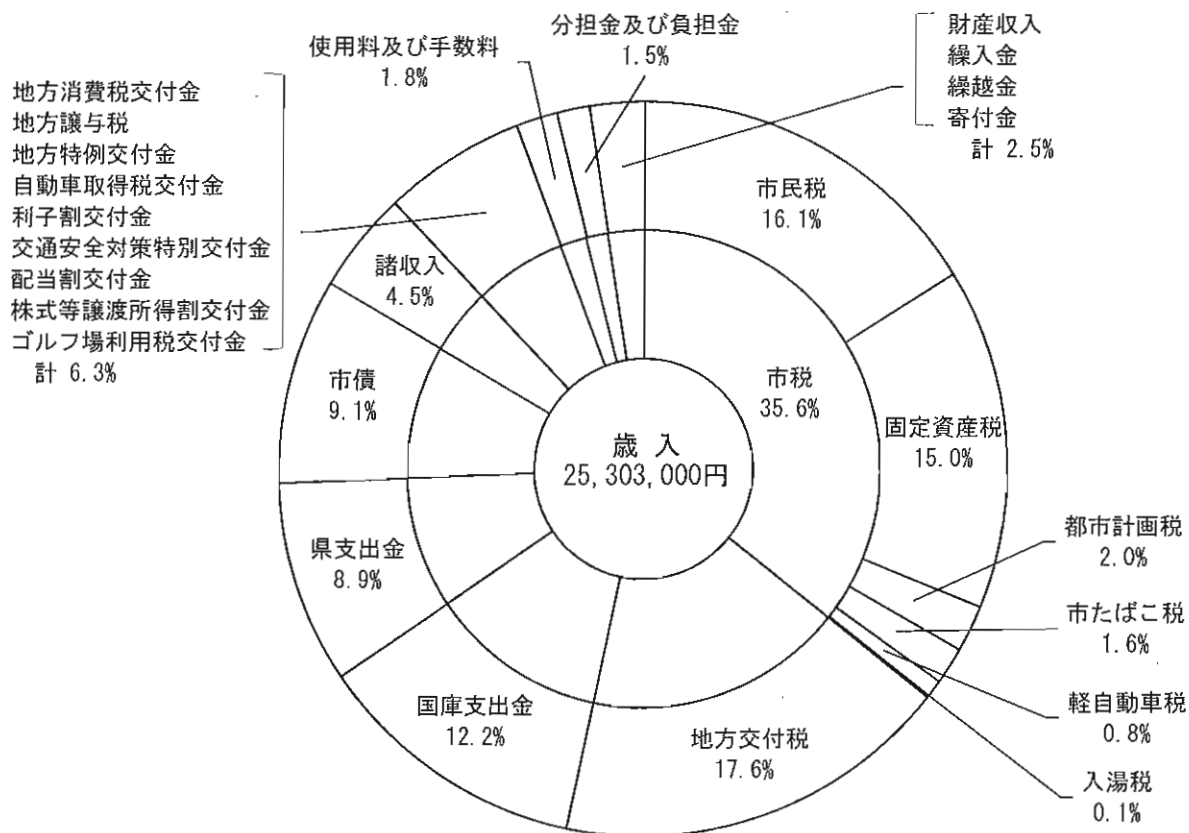 分担金及び負担金
1.5%
使用料及び手数料
1.8%
財産収入
繰入金
繰越金
寄付金
計 2.5%
地方消費税交付金
地方譲与税
地方特例交付金
自動車取得税交付金
利子割交付金
交通安全対策特別交付金
配当割交付金
株式等譲渡所得割交付金
ゴルフ場利用税交付金
計 6.3%
市民税
16.1%
諸収入
4.5%
市債
9.1%
市税
35.6%
固定資産税
15.0%
歳 入
25,303,000円
都市計画税
2.0%
県支出金
8.9%
市たばこ税
1.6%
軽自動車税
0.8%
国庫支出金
12.2%
地方交付税
17.6%
入湯税
0.1%